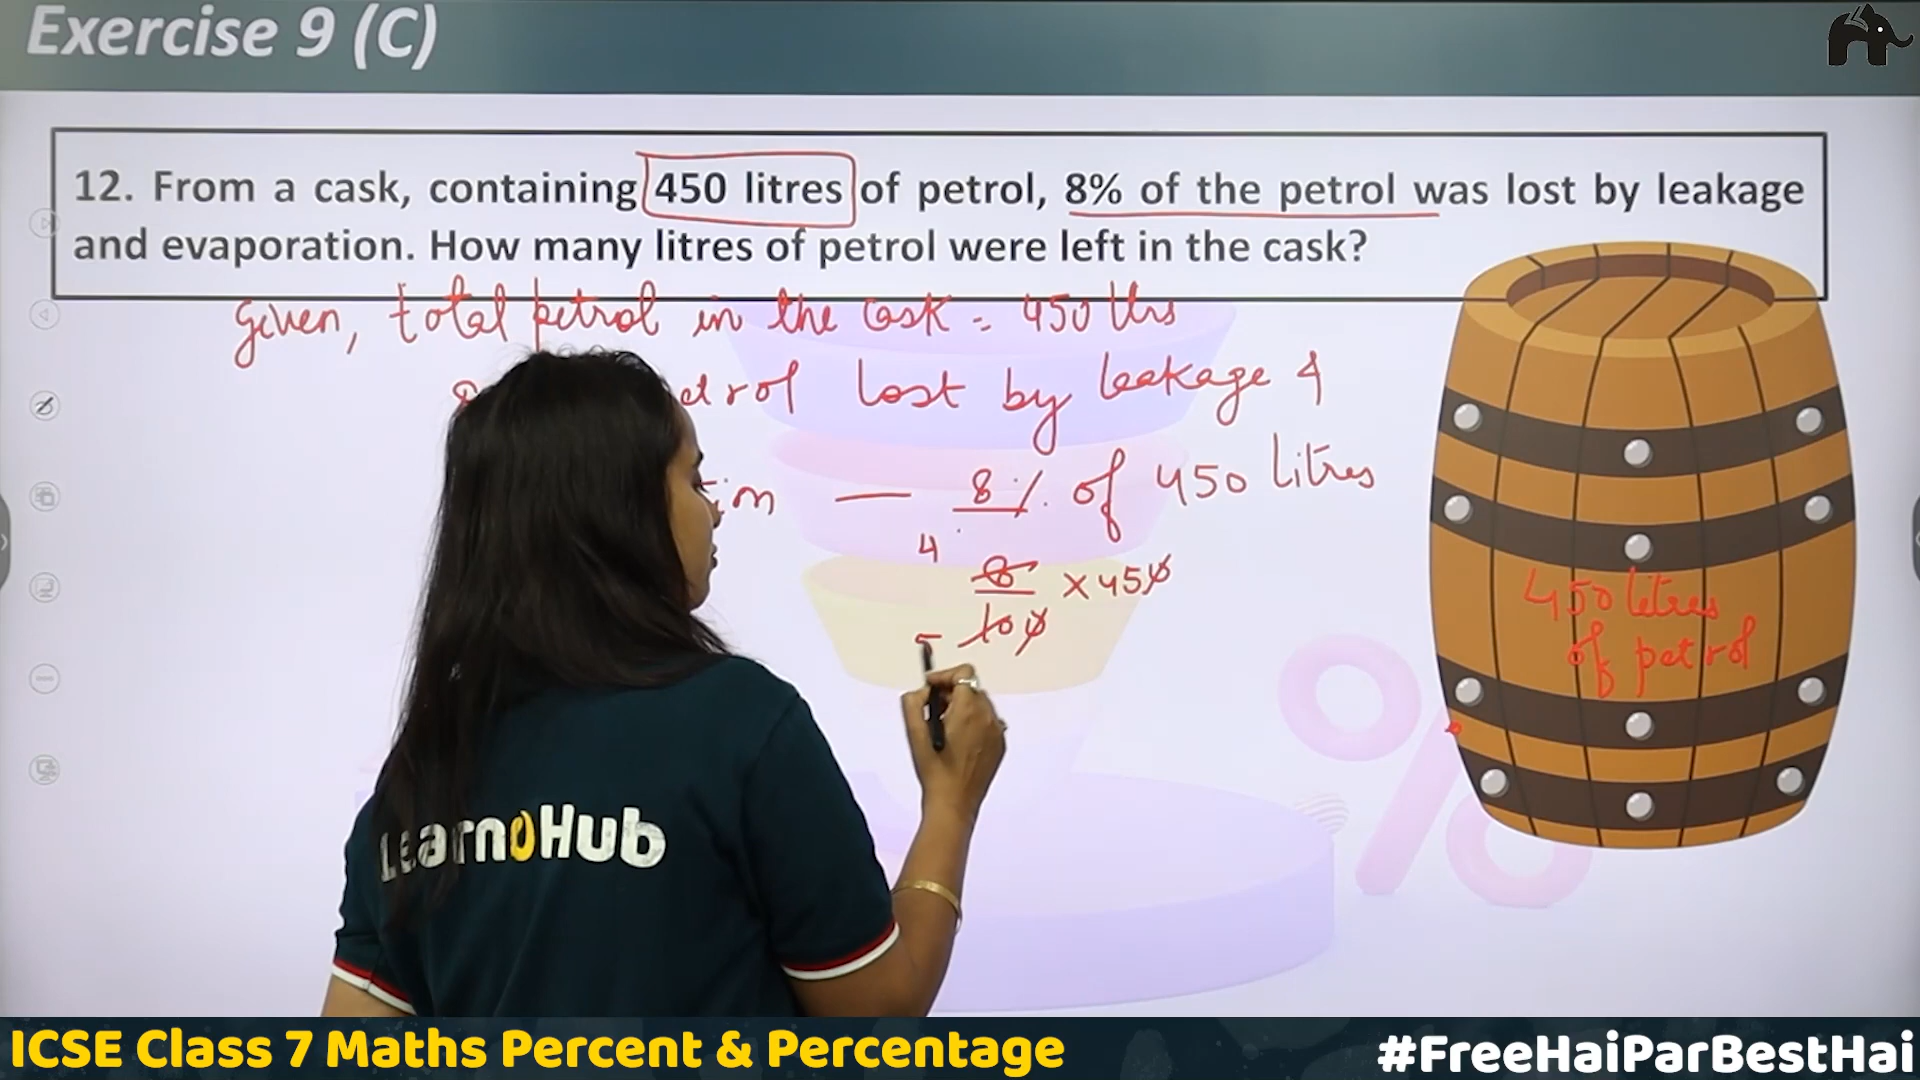 Exercise 9 (C)
12. From a cask, containing 450 litres of petrol, 8% of the petrol was lost by leakage
and evaporation. How many litres of petrol were left in the cask?
Given, total petrol in the cask = 450 ltrs
lost by leakage &
— 8% of 450 litres
4
8 × 450
100
5
450 litres
of petrol
LearnoHub
ICSE Class 7 Maths Percent & Percentage
#FreeHaiParBestHai